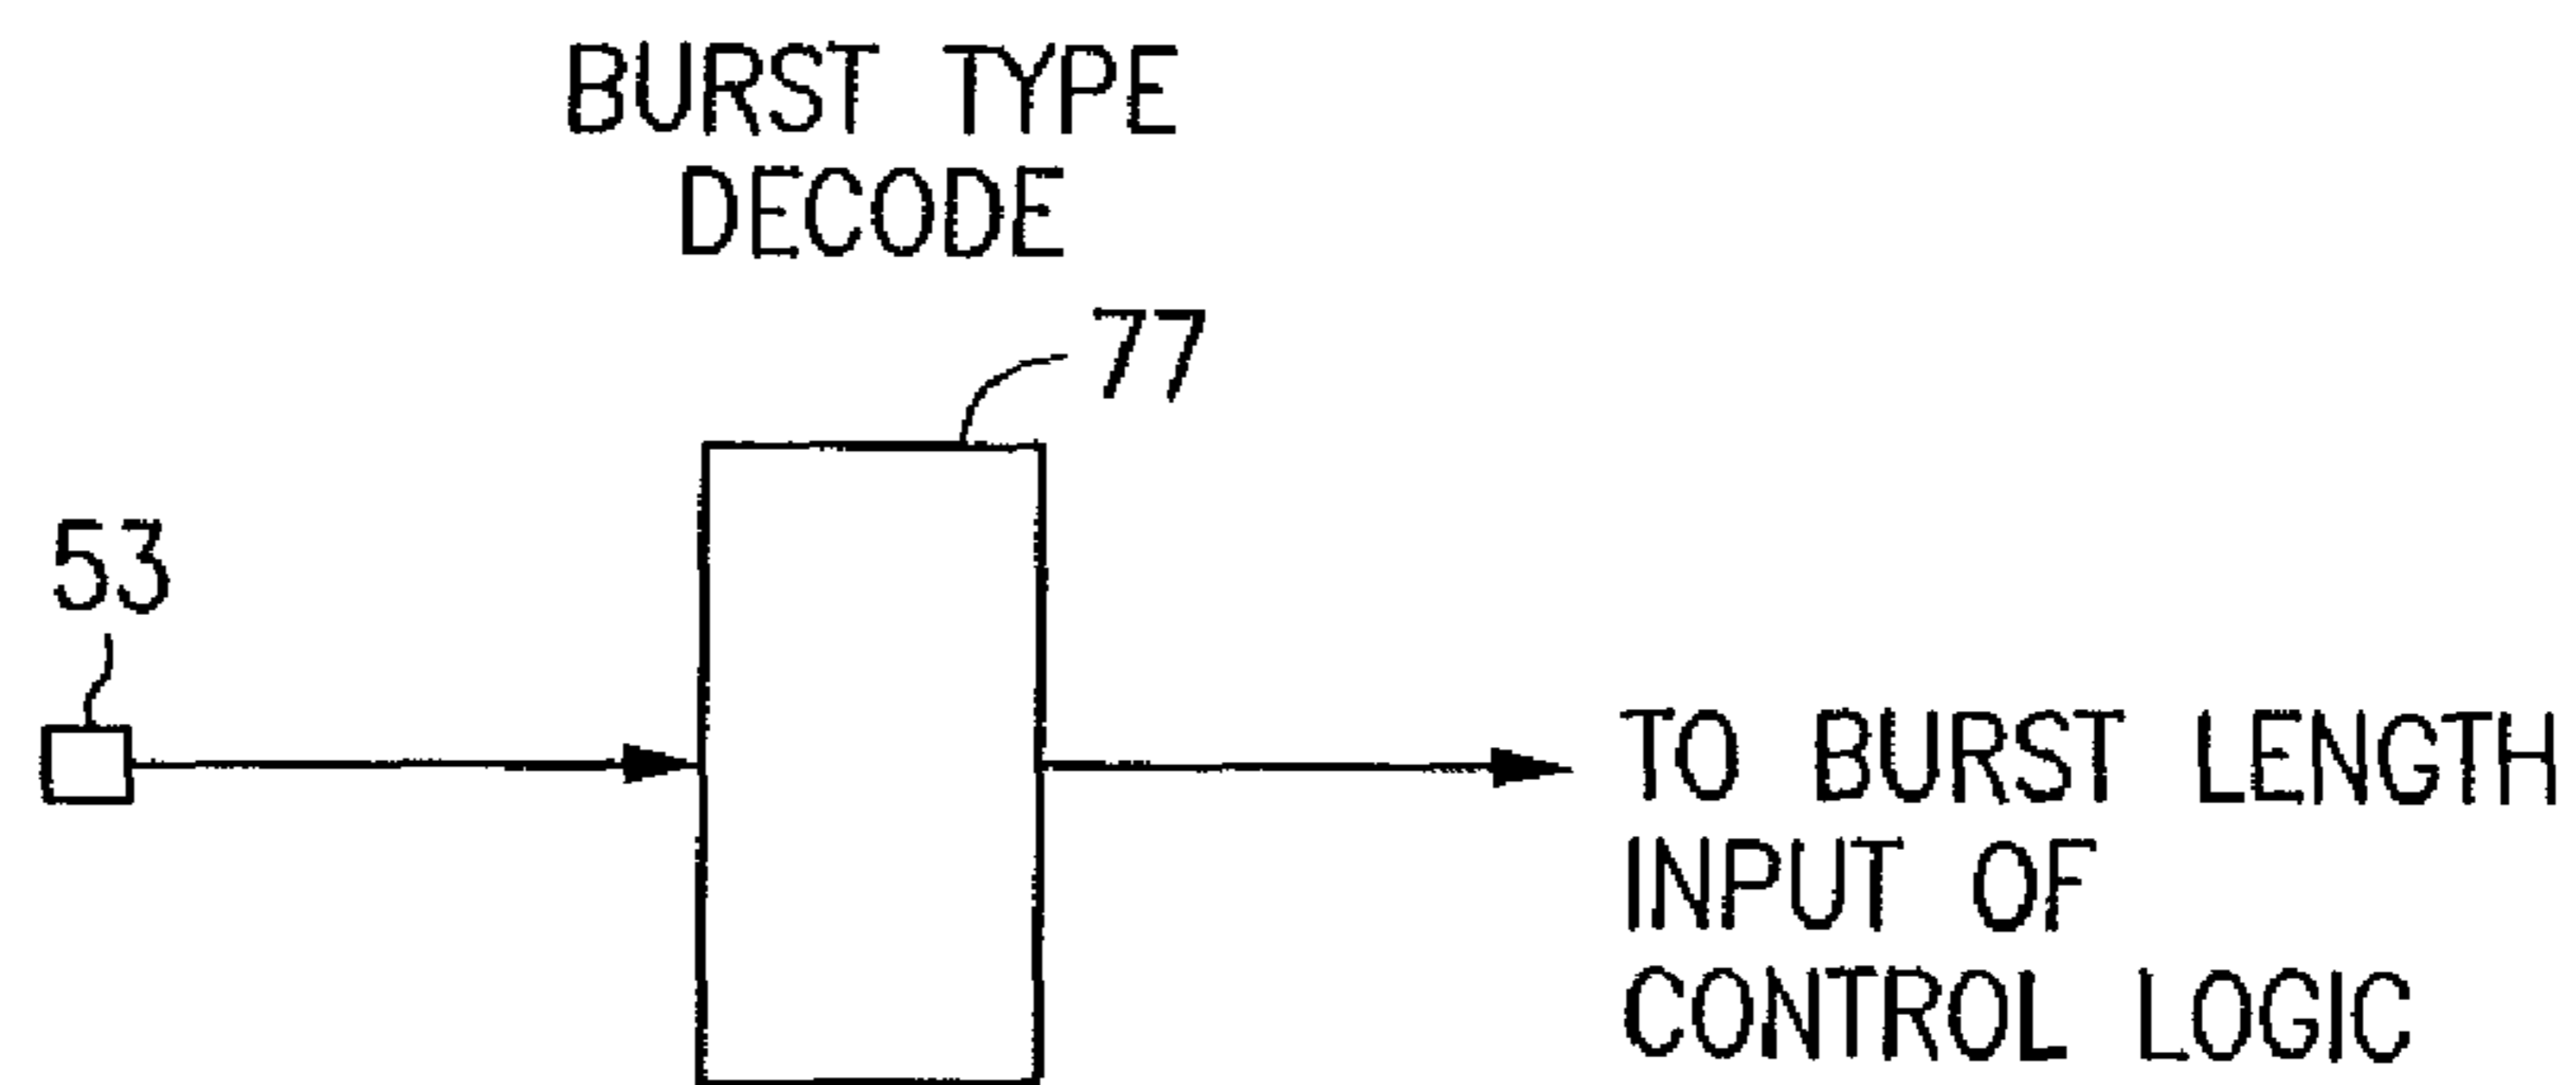 BURST TYPE
DECODE
77
53
TO BURST LENGTH
INPUT OF
CONTROL LOGIC